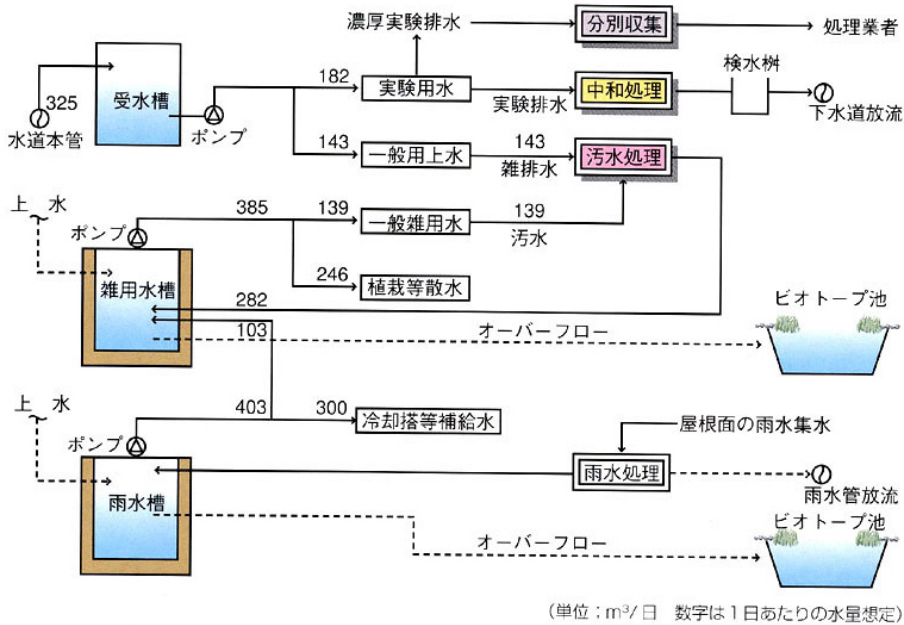 濃厚実験排水
分別収集
処理業者
325
受水槽
182
実験用水
実験排水
中和処理
検水桝
水道本管
ポンプ
下水道放流
143
一般用上水
143
雑排水
汚水処理
上 水
ポンプ
385
139
一般雑用水
139
汚水
246
植栽等散水
雑用水槽
282
103
オーバーフロー
ビオトープ池
上 水
ポンプ
403
300
冷却搭等補給水
屋根面の雨水集水
雨水処理
雨水管放流
雨水槽
オーバーフロー
ビオトープ池
(単位:m³/日 数字は1日あたりの水量想定)